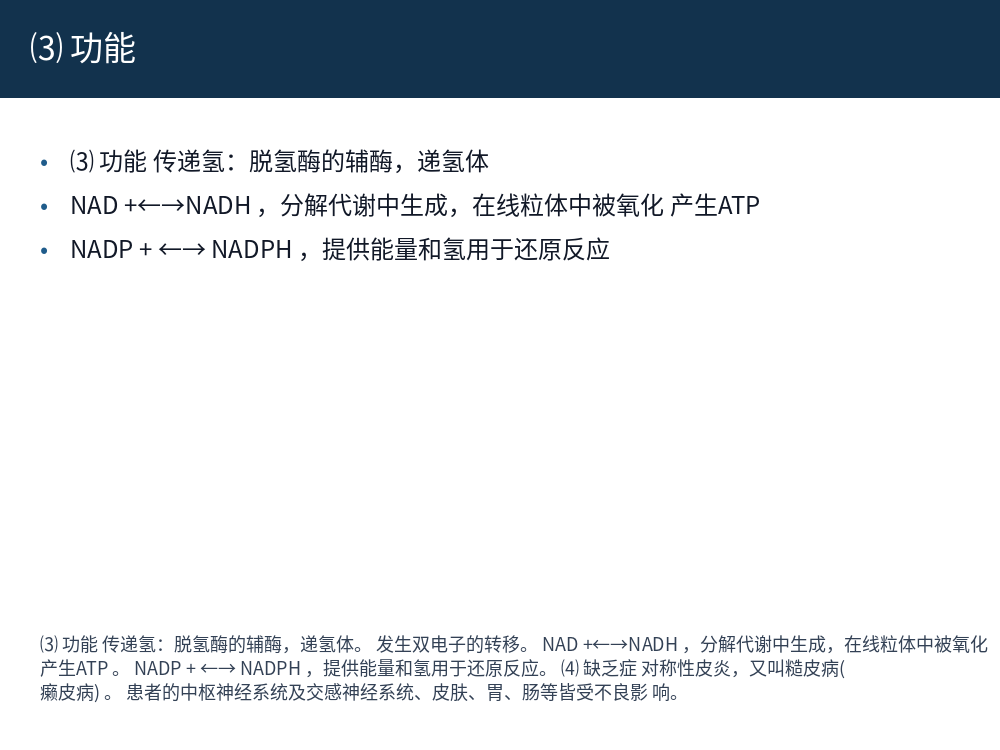 ⑶ 功能
• ⑶ 功能 传递氢：脱氢酶的辅酶，递氢体
• NAD +←→NADH ，分解代谢中生成，在线粒体中被氧化 产生ATP
• NADP + ←→ NADPH ，提供能量和氢用于还原反应
⑶ 功能 传递氢：脱氢酶的辅酶，递氢体。 发生双电子的转移。 NAD +←→NADH ，分解代谢中生成，在线粒体中被氧化
产生ATP 。 NADP + ←→ NADPH ，提供能量和氢用于还原反应。 ⑷ 缺乏症 对称性皮炎，又叫糙皮病(
癞皮病) 。 患者的中枢神经系统及交感神经系统、皮肤、胃、肠等皆受不良影 响。